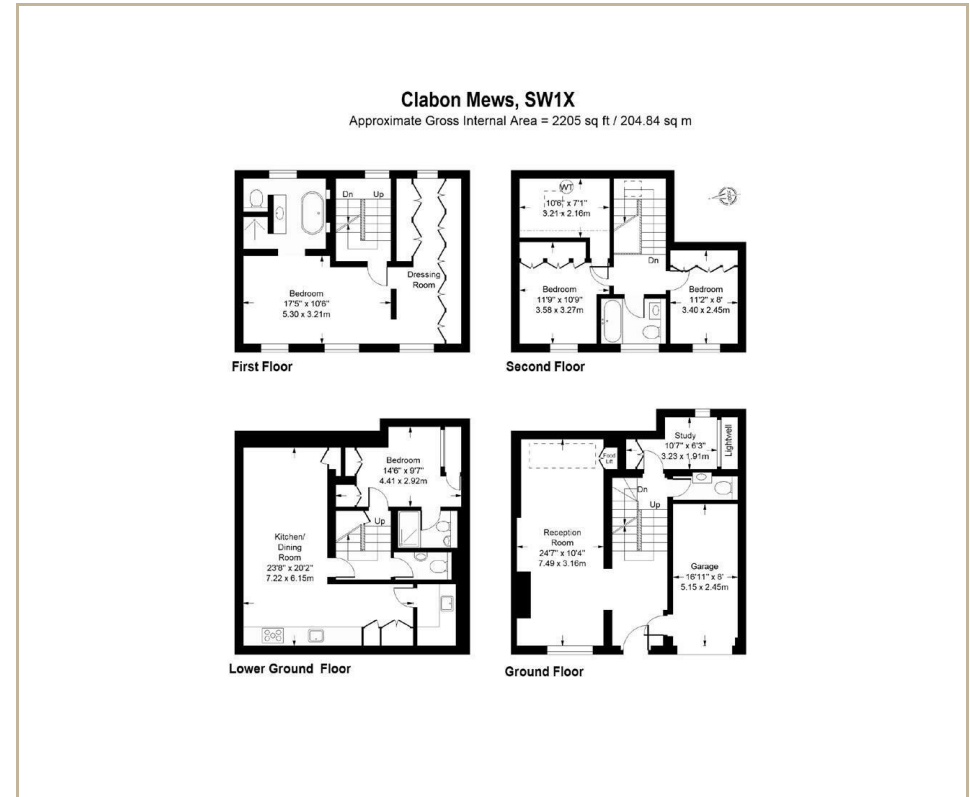 Clabon Mews, SW1X
Approximate Gross Internal Area = 2205 sq ft / 204.84 sq m
Dn
Up
Dressing
Room
Bedroom
17'5" x 10'6"
5.30 x 3.21m
First Floor
WT
10'6" x 7'1"
3.21 x 2.16m
Dn
Bedroom
11'9" x 10'9"
3.58 x 3.27m
Bedroom
11'2" x 8'
3.40 x 2.45m
Second Floor
Bedroom
14'6" x 9'7"
4.41 x 2.92m
Up
Kitchen/
Dining
Room
23'8" x 20'2"
7.22 x 6.15m
Lower Ground Floor
Study
10'7" x 6'3"
3.23 x 1.91m
Lightwell
Food
Lift
Dn
Up
Reception
Room
24'7" x 10'4"
7.49 x 3.16m
Garage
16'11" x 8'
5.15 x 2.45m
Ground Floor